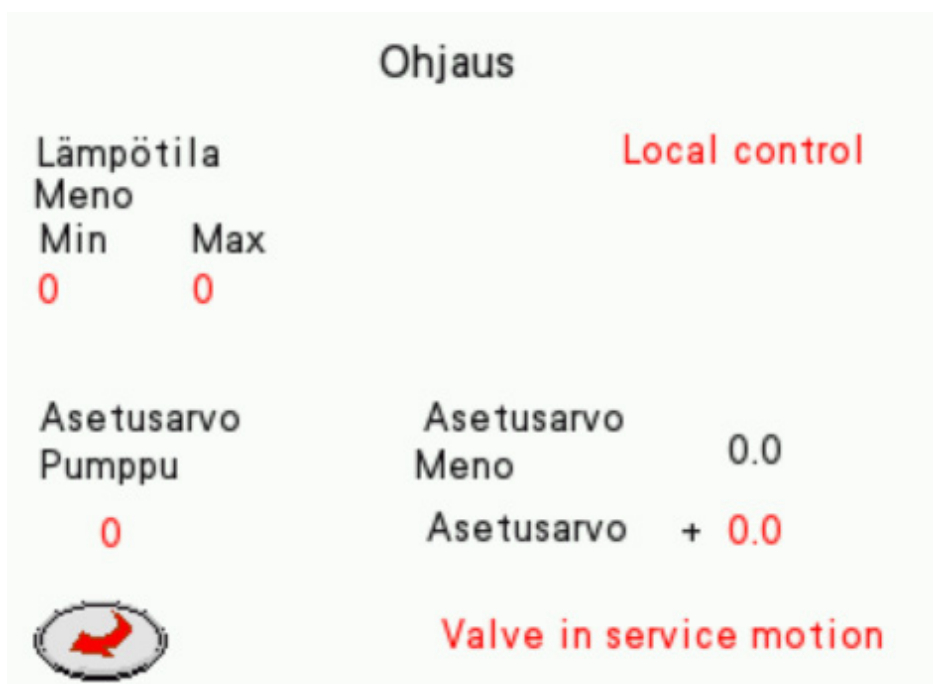 Ohjaus
Lämpötila
Local control
Meno
Min Max
0 0
Asetusarvo
Pumppu
0
Asetusarvo
Meno 0.0
Asetusarvo + 0.0
Valve in service motion